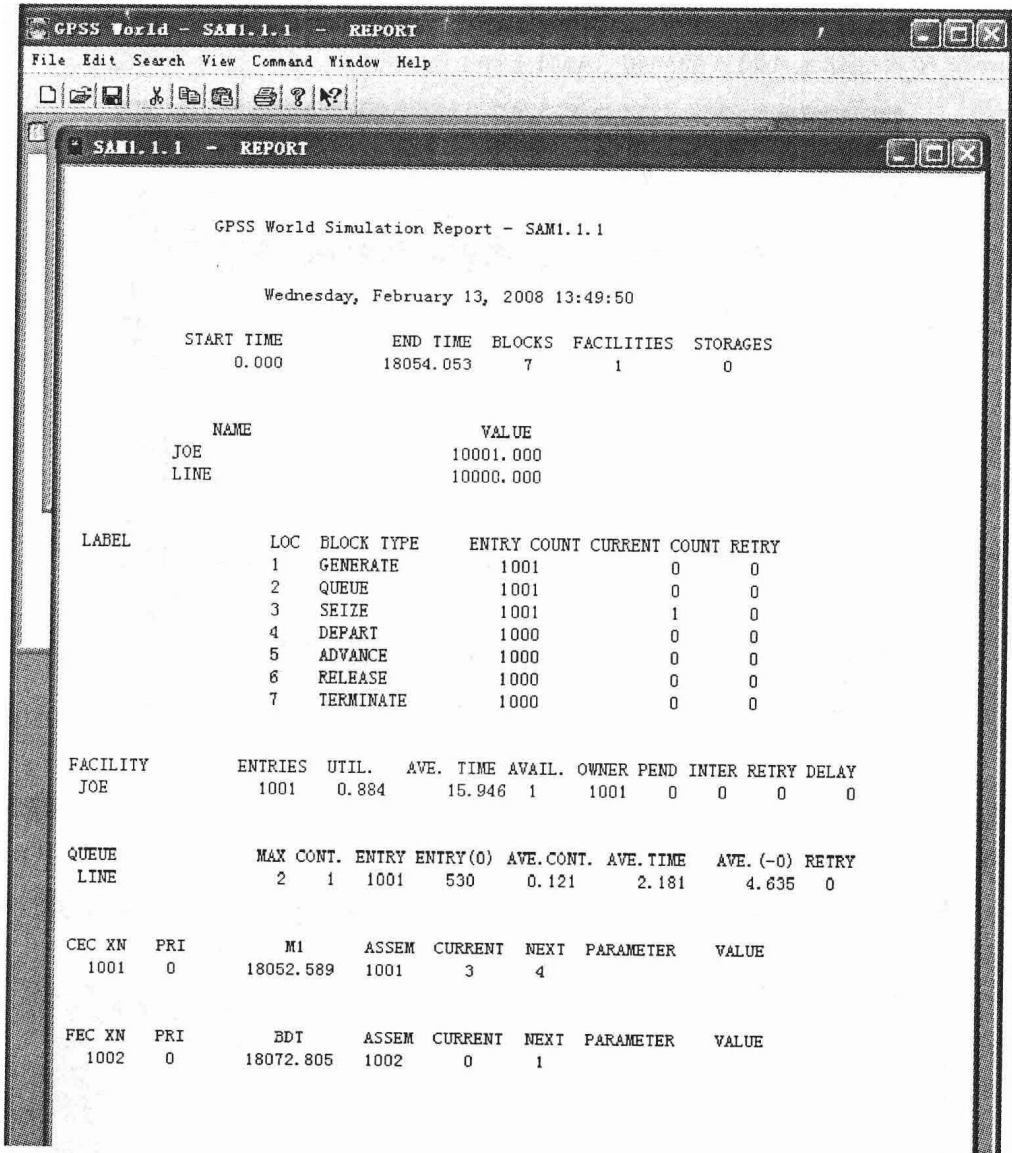 GPSS World - SAM1.1.1 - REPORT
File Edit Search View Command Window Help
SAM1.1.1 - REPORT
GPSS World Simulation Report - SAM1.1.1
Wednesday, February 13, 2008 13:49:50
START TIME END TIME BLOCKS FACILITIES STORAGES
0.000 18054.053 7 1 0
NAME VALUE
JOE 10001.000
LINE 10000.000
LABEL LOC BLOCK TYPE ENTRY COUNT CURRENT COUNT RETRY
1 GENERATE 1001 0 0
2 QUEUE 1001 0 0
3 SEIZE 1001 1 0
4 DEPART 1000 0 0
5 ADVANCE 1000 0 0
6 RELEASE 1000 0 0
7 TERMINATE 1000 0 0
FACILITY ENTRIES UTIL. AVE. TIME AVAIL. OWNER PEND INTER RETRY DELAY
JOE 1001 0.884 15.946 1 1001 0 0 0 0
QUEUE MAX CONT. ENTRY ENTRY(0) AVE.CONT. AVE.TIME AVE.(-0) RETRY
LINE 2 1 1001 530 0.121 2.181 4.635 0
CEC XN PRI M1 ASSEM CURRENT NEXT PARAMETER VALUE
1001 0 18052.589 1001 3 4
FEC XN PRI BDT ASSEM CURRENT NEXT PARAMETER VALUE
1002 0 18072.805 1002 0 1